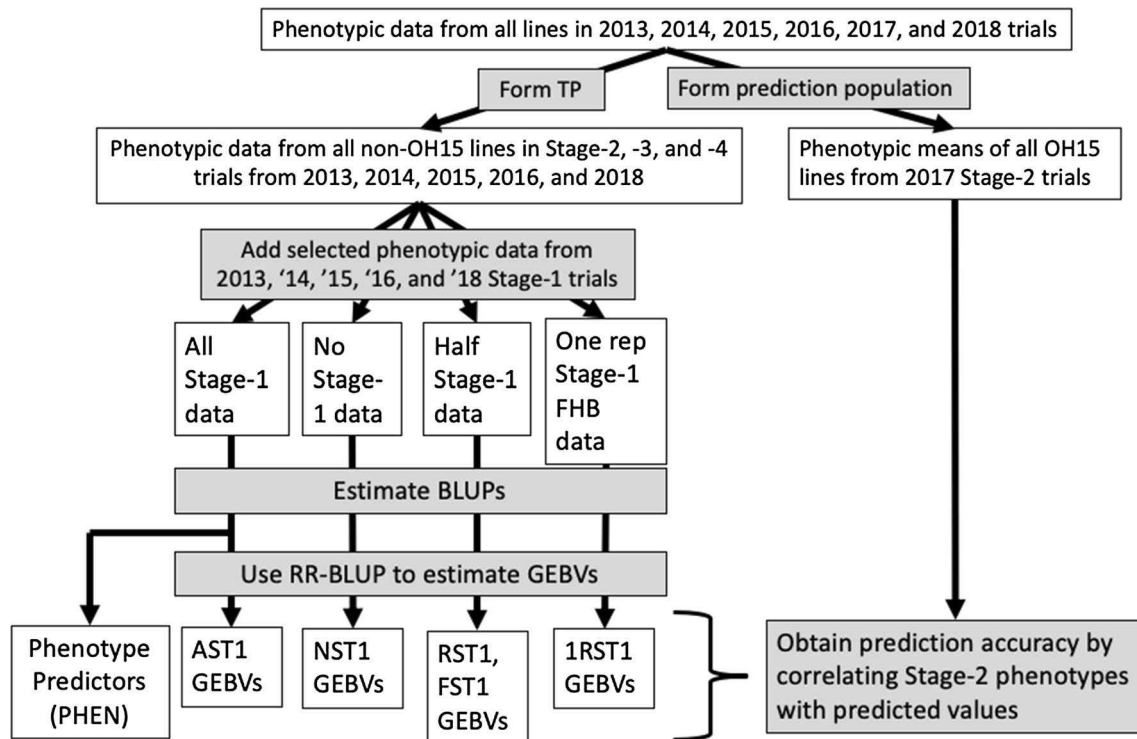 Phenotypic data from all lines in 2013, 2014, 2015, 2016, 2017, and 2018 trials
Form TP
Form prediction population
Phenotypic data from all non-OH15 lines in Stage-2, -3, and -4
trials from 2013, 2014, 2015, 2016, and 2018
Phenotypic means of all OH15
lines from 2017 Stage-2 trials
Add selected phenotypic data from
2013, ‘14, ’15, ‘16, and ’18 Stage-1 trials
All
Stage-1
data
No
Stage-
1 data
Half
Stage-1
data
One rep
Stage-1
FHB
data
Estimate BLUPs
Use RR-BLUP to estimate GEBVs
Phenotype
Predictors
(PHEN)
AST1
GEBVs
NST1
GEBVs
RST1,
FST1
GEBVs
1RST1
GEBVs
Obtain prediction accuracy by
correlating Stage-2 phenotypes
with predicted values